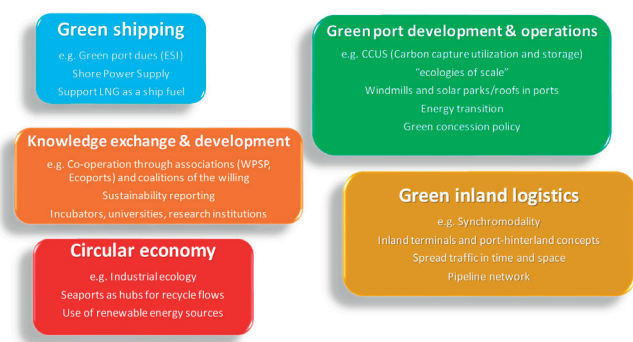 Green shipping
e.g. Green port dues (ESI)
Shore Power Supply
Support LNG as a ship fuel
Green port development & operations
e.g. CCUS (Carbon capture utilization and storage)
"ecologies of scale"
Windmills and solar parks/roofs in ports
Energy transition
Green concession policy
Knowledge exchange & development
e.g. Co-operation through associations (WPSP,
Ecoports) and coalitions of the willing
Sustainability reporting
Incubators, universities, research institutions
Green inland logistics
e.g. Synchromodality
Inland terminals and port-hinterland concepts
Spread traffic in time and space
Pipeline network
Circular economy
e.g. Industrial ecology
Seaports as hubs for recycle flows
Use of renewable energy sources